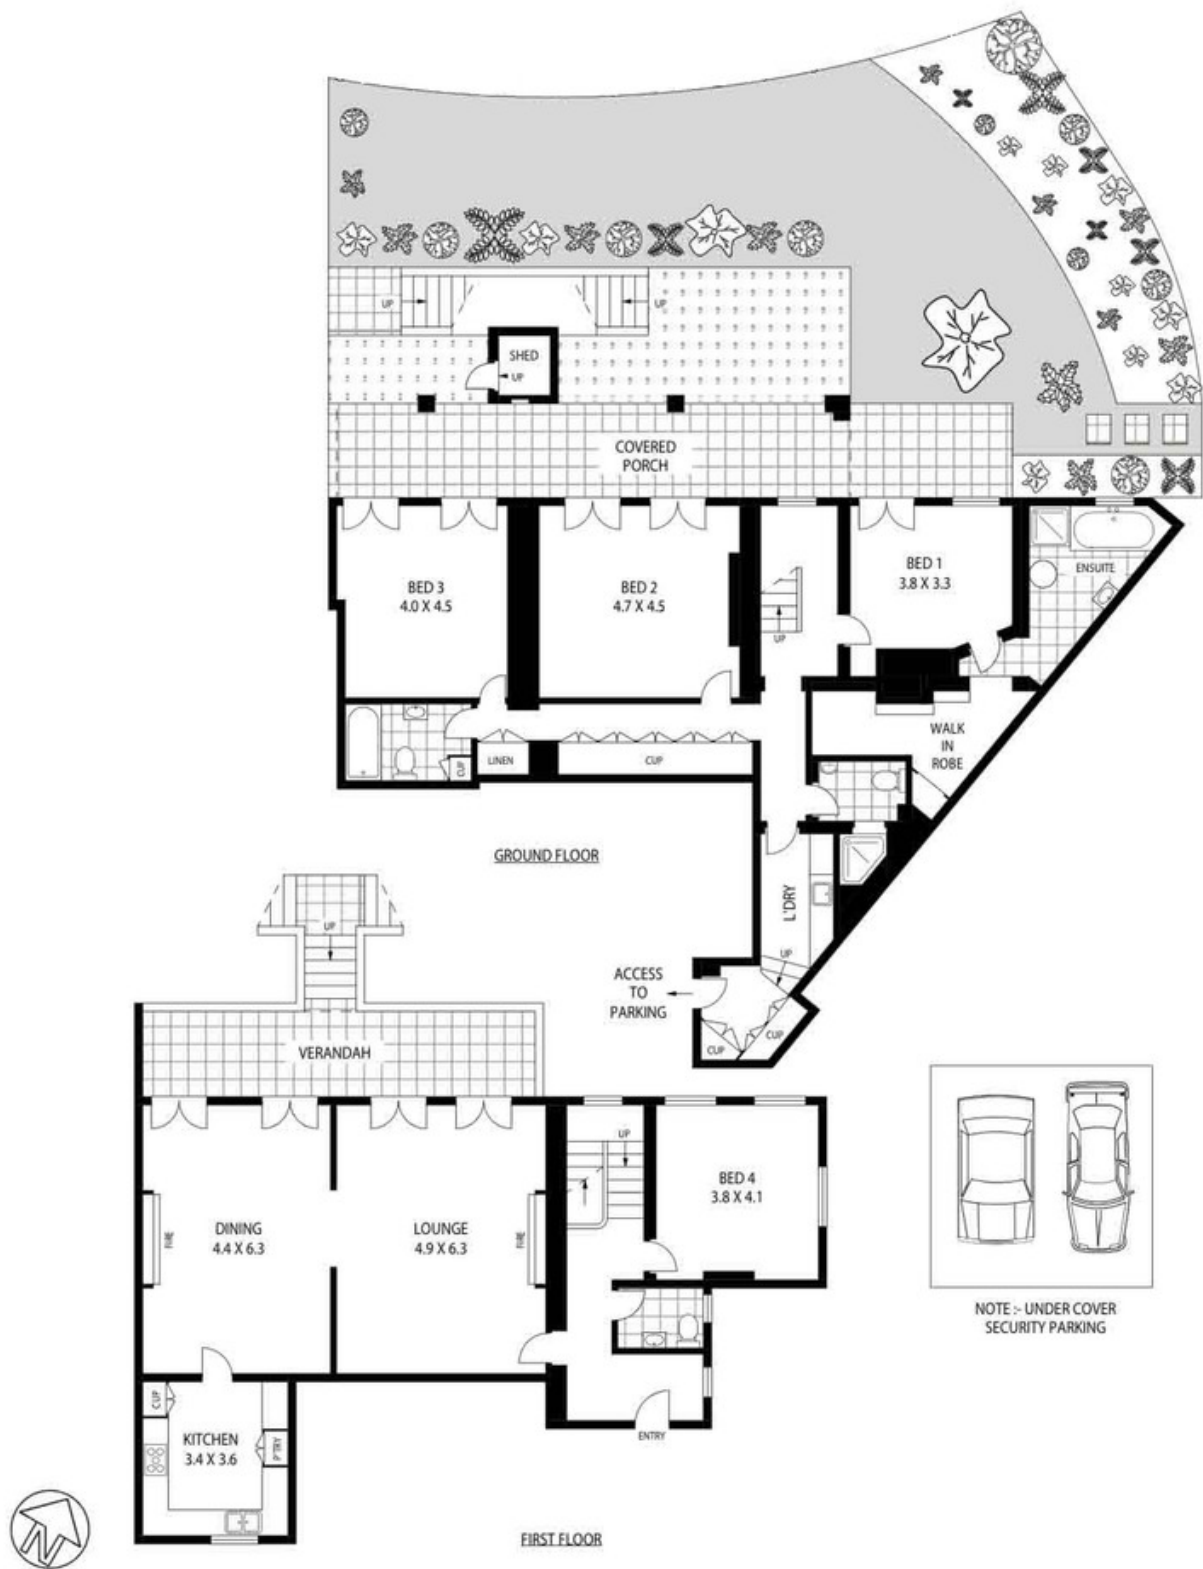 UP
UP
SHED
UP
COVERED
PORCH
BED 3
4.0 X 4.5
BED 2
4.7 X 4.5
BED 1
3.8 X 3.3
ENSUITE
UP
WALK
IN
ROBE
LINEN
CUP
CUP
GROUND FLOOR
L'DRY
UP
UP
ACCESS
TO
PARKING
CUP
CUP
VERANDAH
UP
BED 4
3.8 X 4.1
DINING
4.4 X 6.3
LOUNGE
4.9 X 6.3
FIRE
FIRE
NOTE :- UNDER COVER
SECURITY PARKING
CUP
KITCHEN
3.4 X 3.6
P'TRY
ENTRY
N
FIRST FLOOR